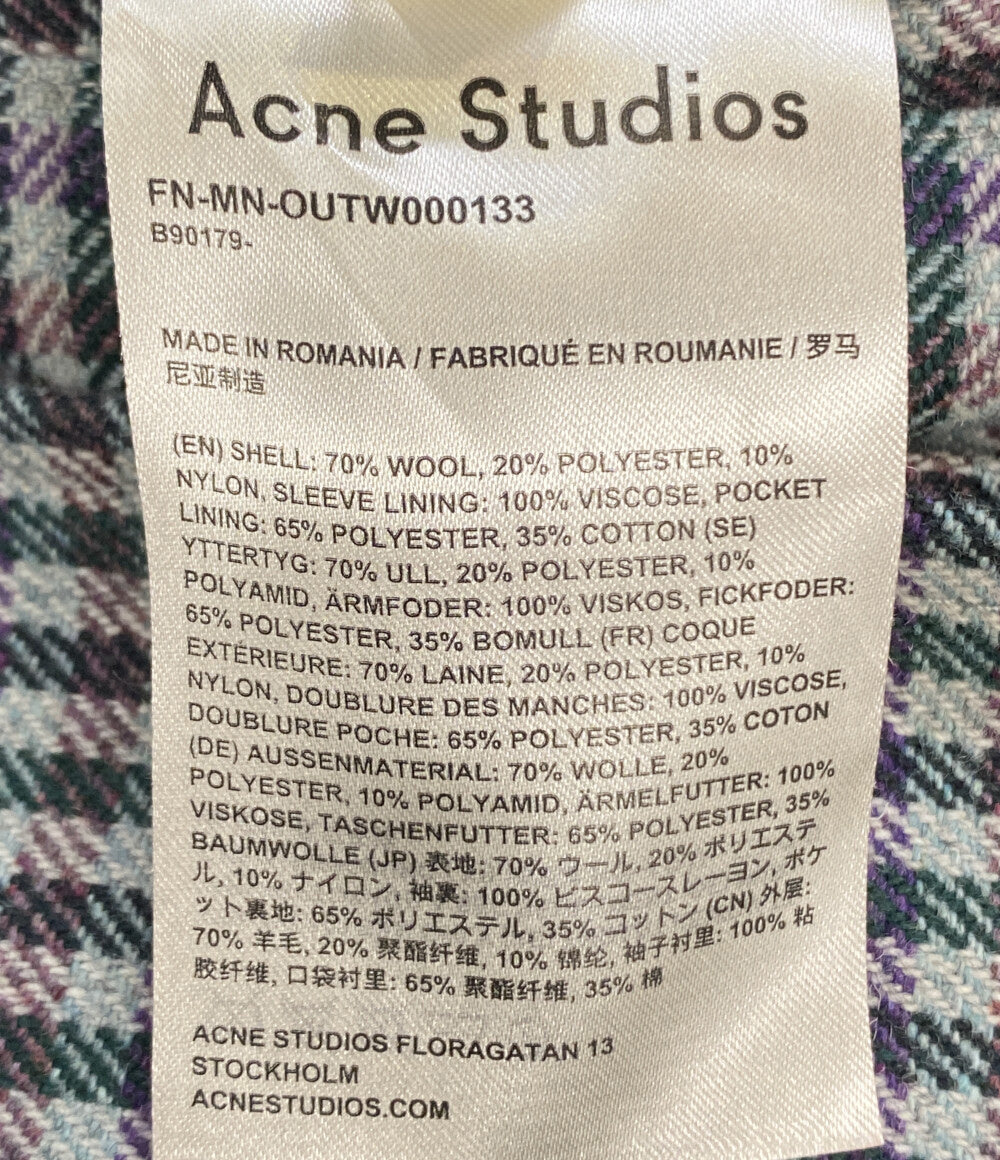 Acne Studios
FN-MN-OUTW000133
B90179-
MADE IN ROMANIA / FABRIQUÉ EN ROUMANIE / 罗马
尼亚制造
(EN) SHELL: 70% WOOL, 20% POLYESTER, 10%
NYLON, SLEEVE LINING: 100% VISCOSE, POCKET
LINING: 65% POLYESTER, 35% COTTON (SE)
YTTERTYG: 70% ULL, 20% POLYESTER, 10%
POLYAMID, ÄRMFODER: 100% VISKOS, FICKFODER:
65% POLYESTER, 35% BOMULL (FR) COQUE
EXTÉRIEURE: 70% LAINE, 20% POLYESTER, 10%
NYLON, DOUBLURE DES MANCHES: 100% VISCOSE,
DOUBLURE POCHE: 65% POLYESTER, 35% COTON
(DE) AUSSENMATERIAL: 70% WOLLE, 20%
POLYESTER, 10% POLYAMID, ÄRMELFUTTER: 100%
VISKOSE, TASCHENFUTTER: 65% POLYESTER, 35%
BAUMWOLLE (JP) 表地: 70% ウール, 20% ポリエステ
ル, 10% ナイロン, 袖裏: 100% ビスコースレーヨン, ポケ
ット裏地: 65% ポリエステル, 35% コットン (CN) 外层:
70% 羊毛, 20% 聚酯纤维, 10% 锦纶, 袖子衬里: 100% 粘
胶纤维, 口袋衬里: 65% 聚酯纤维, 35% 棉
ACNE STUDIOS FLORAGATAN 13
STOCKHOLM
ACNESTUDIOS.COM